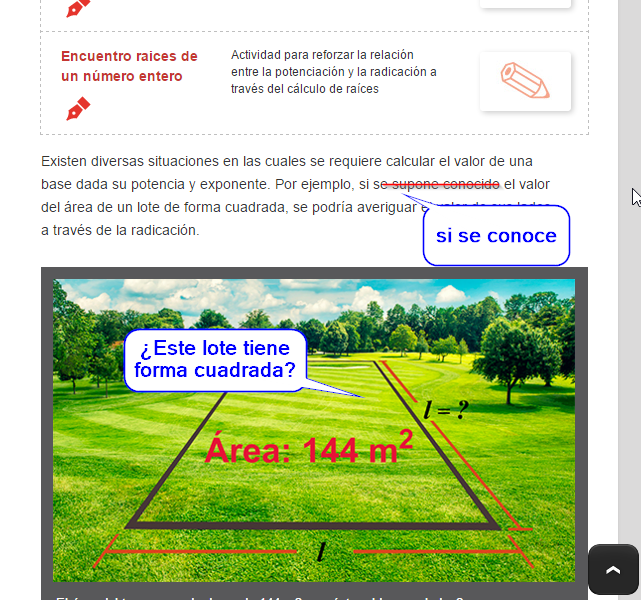 Encuentro raíces de
un número entero
Actividad para reforzar la relación
entre la potenciación y la radicación a
través del cálculo de raíces
Existen diversas situaciones en las cuales se requiere calcular el valor de una
base dada su potencia y exponente. Por ejemplo, si se supone conocido el valor
del área de un lote de forma cuadrada, se podría averiguar
a través de la radicación.
si se conoce
¿Este lote tiene
forma cuadrada?
l = ?
Área: 144 m²
l